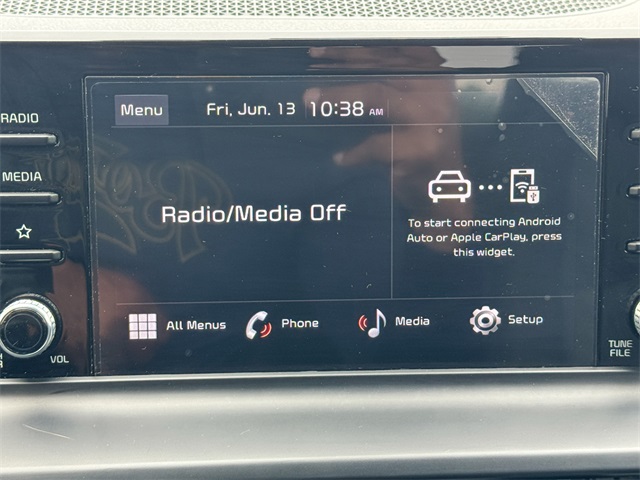 RADIO
MEDIA
VOL
Menu
Fri, Jun. 13 10:38 AM
Radio/Media Off
To start connecting Android
Auto or Apple CarPlay, press
this widget.
All Menus
Phone
Media
Setup
TUNE
FILE